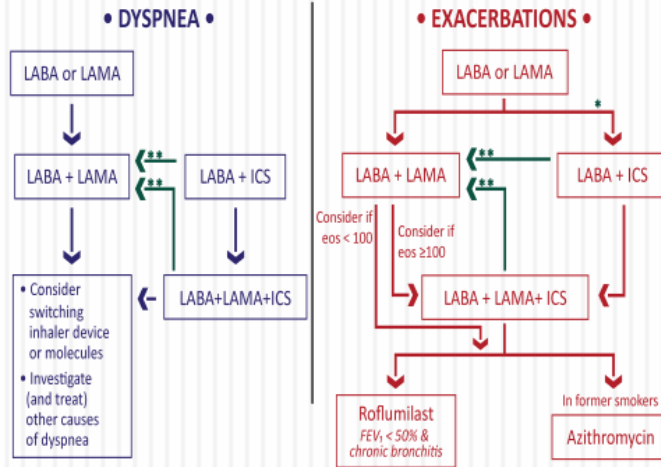 • DYSPNEA
LABA or LAMA
LABA + LAMA
**
**
LABA + ICS
• Consider
switching
inhaler device
or molecules
• Investigate
(and treat)
other causes
of dyspnea
LABA+LAMA+ICS
• EXACERBATIONS •
LABA or LAMA
*
LABA + LAMA
**
**
LABA + ICS
Consider if
eos < 100
Consider if
eos ≥100
LABA + LAMA+ ICS
Roflumilast
FEV₁ < 50% &
chronic bronchitis
In former smokers
Azithromycin